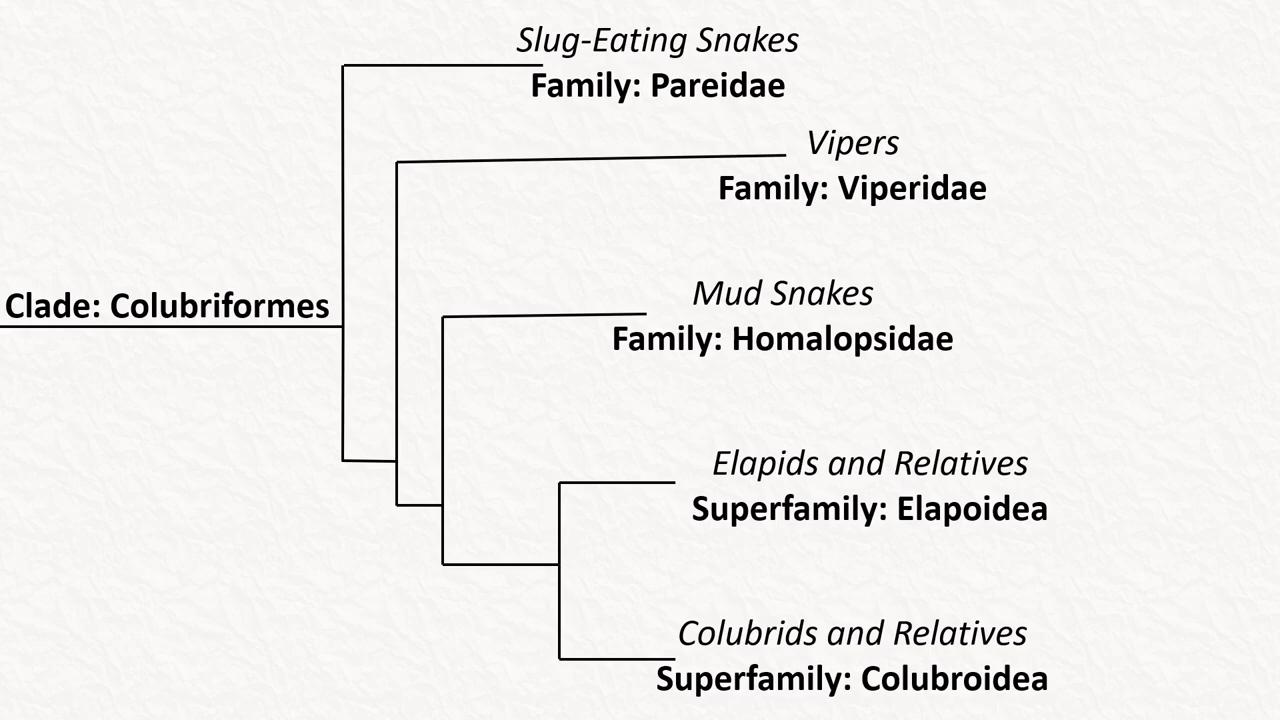 Slug-Eating Snakes
Family: Pareidae
Vipers
Family: Viperidae
Clade: Colubriformes
Mud Snakes
Family: Homalopsidae
Elapids and Relatives
Superfamily: Elapoidea
Colubrids and Relatives
Superfamily: Colubroidea